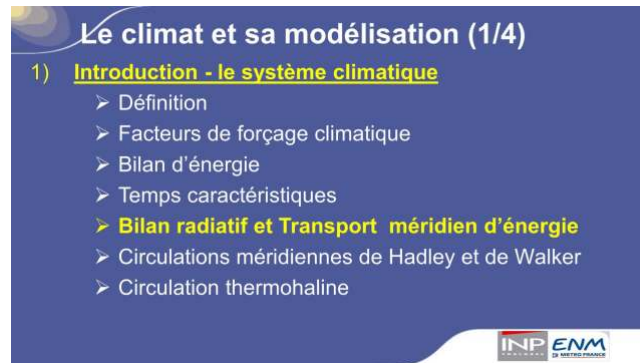 Le climat et sa modélisation (1/4)
1) Introduction - le système climatique
➢ Définition
➢ Facteurs de forçage climatique
➢ Bilan d'énergie
➢ Temps caractéristiques
➢ Bilan radiatif et Transport méridien d'énergie
➢ Circulations méridiennes de Hadley et de Walker
➢ Circulation thermohaline
INP ENM
METEO FRANCE